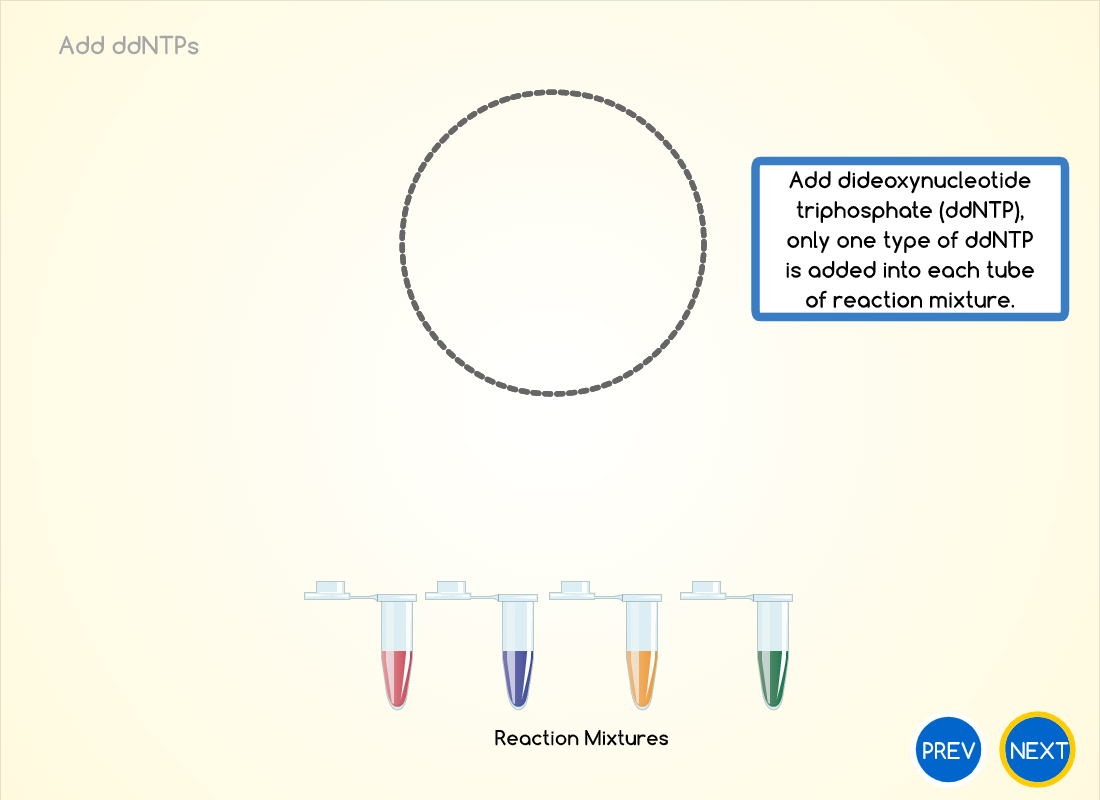 Add ddNTPs
Add dideoxynucleotide
triphosphate (ddNTP),
only one type of ddNTP
is added into each tube
of reaction mixture.
Reaction Mixtures
PREV
NEXT